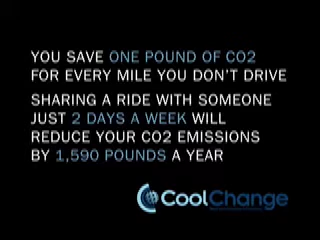 YOU SAVE ONE POUND OF CO2
FOR EVERY MILE YOU DON'T DRIVE
SHARING A RIDE WITH SOMEONE
JUST 2 DAYS A WEEK WILL
REDUCE YOUR CO2 EMISSIONS
BY 1,590 POUNDS A YEAR
CoolChange